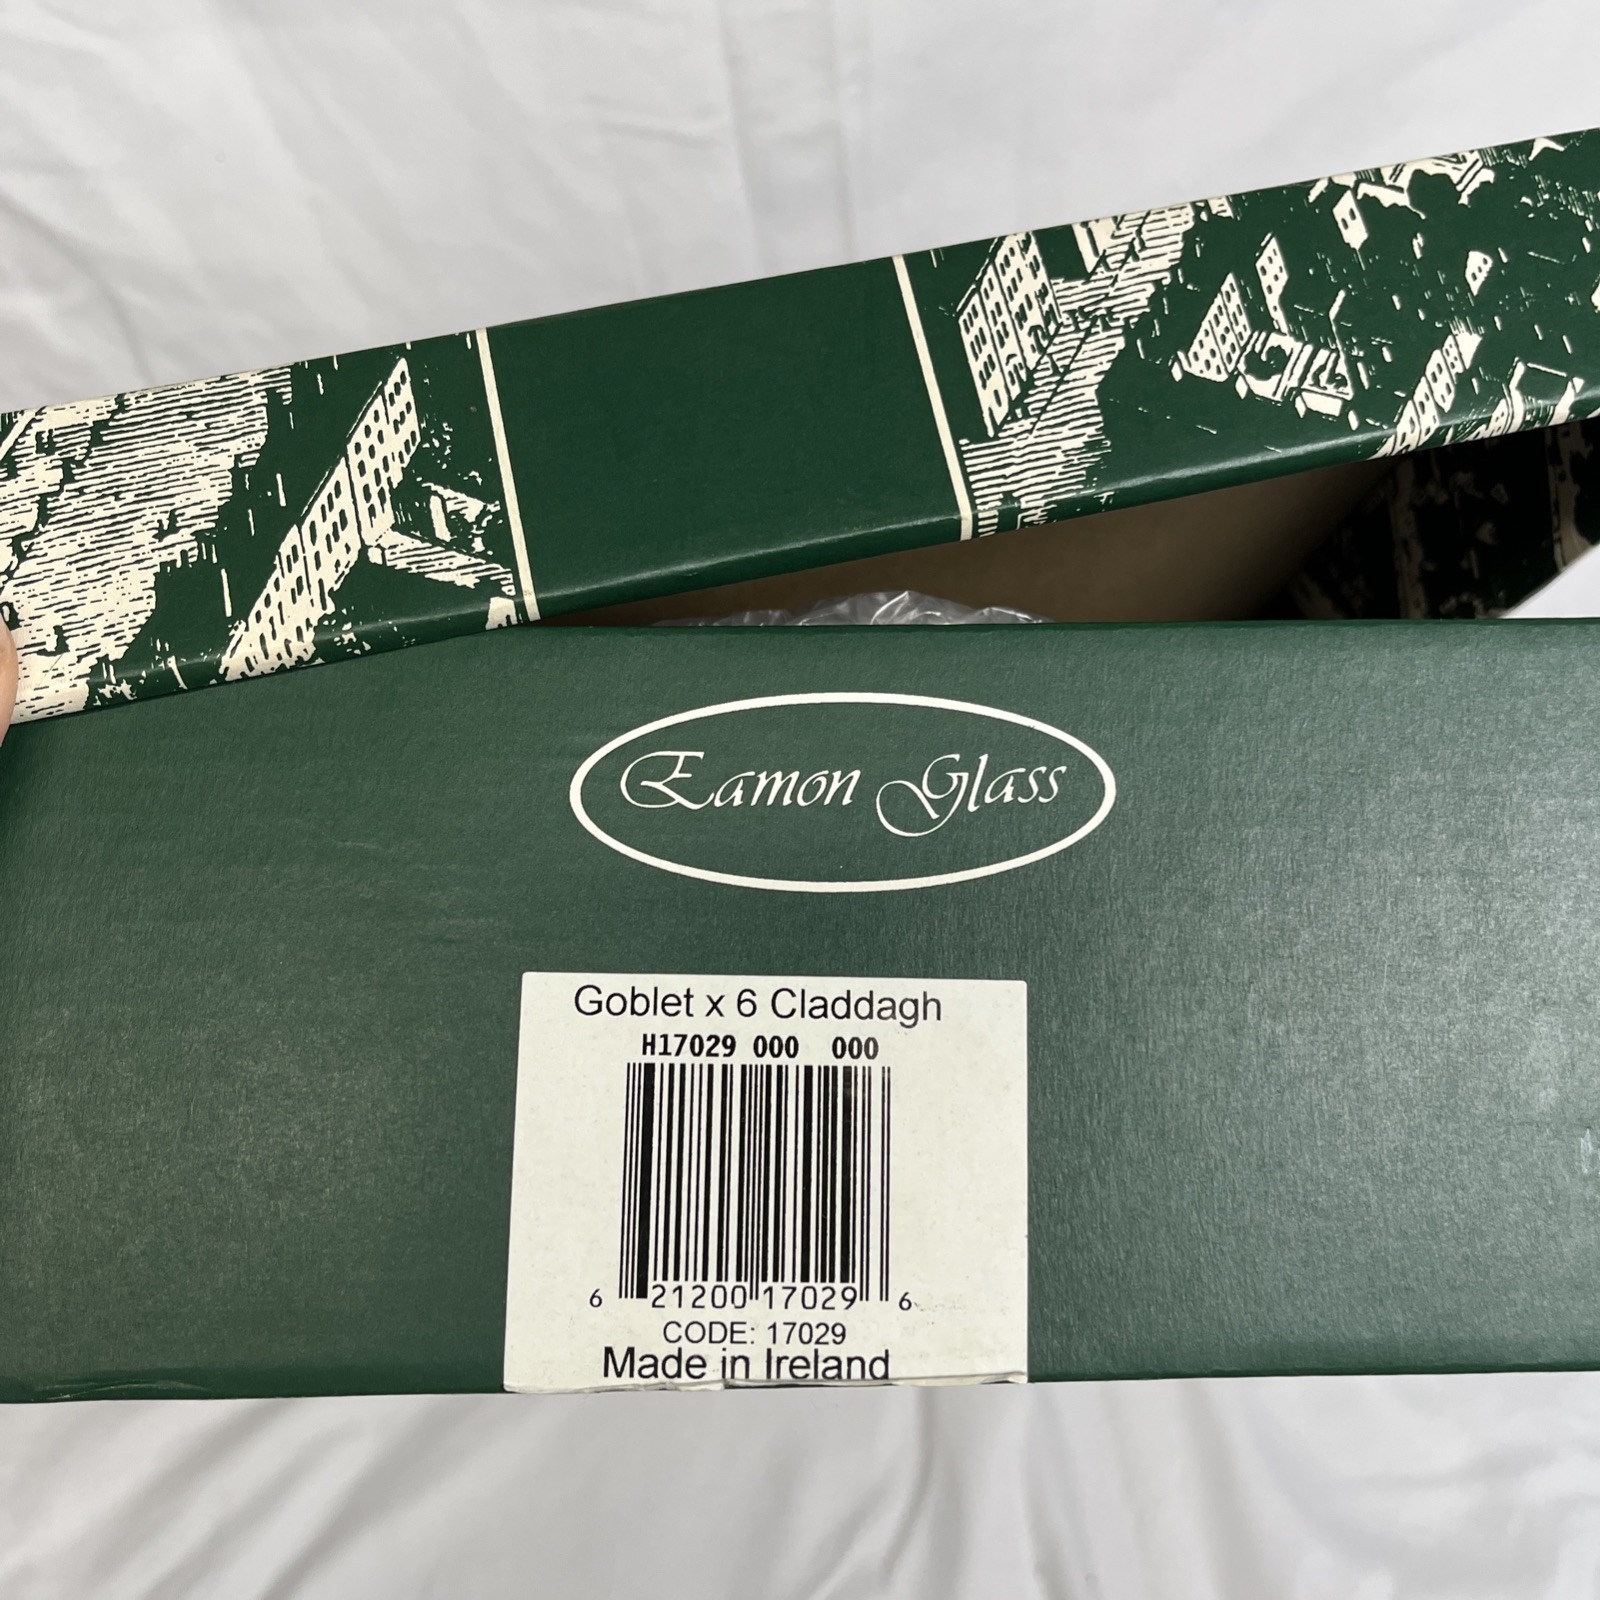 Eamon Glass
Goblet x 6 Claddagh
H17029 000 000
6 21200 17029 6
CODE: 17029
Made in Ireland